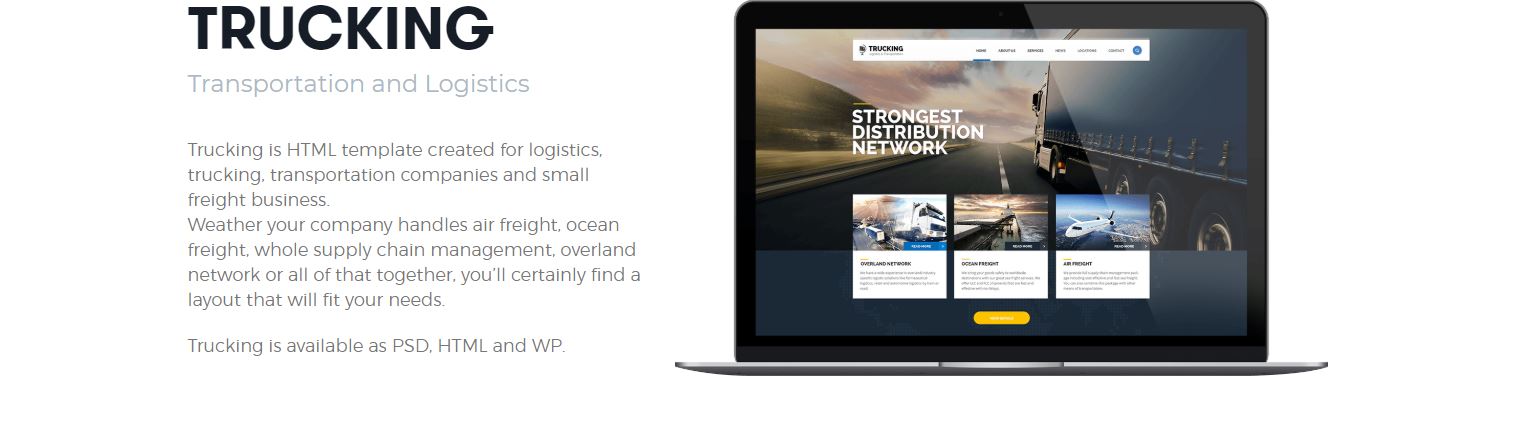 TRUCKING
Transportation and Logistics
Trucking is HTML template created for logistics,
trucking, transportation companies and small
freight business.
Weather your company handles air freight, ocean
freight, whole supply chain management, overland
network or all of that together, you’ll certainly find a
layout that will fit your needs.
Trucking is available as PSD, HTML and WP.
TRUCKING
HOME ABOUT US SERVICES NEWS LOCATIONS CONTACT
STRONGEST
DISTRIBUTION
NETWORK
READ MORE READ MORE READ MORE
OVERLAND NETWORK
OCEAN FREIGHT
AIR FREIGHT